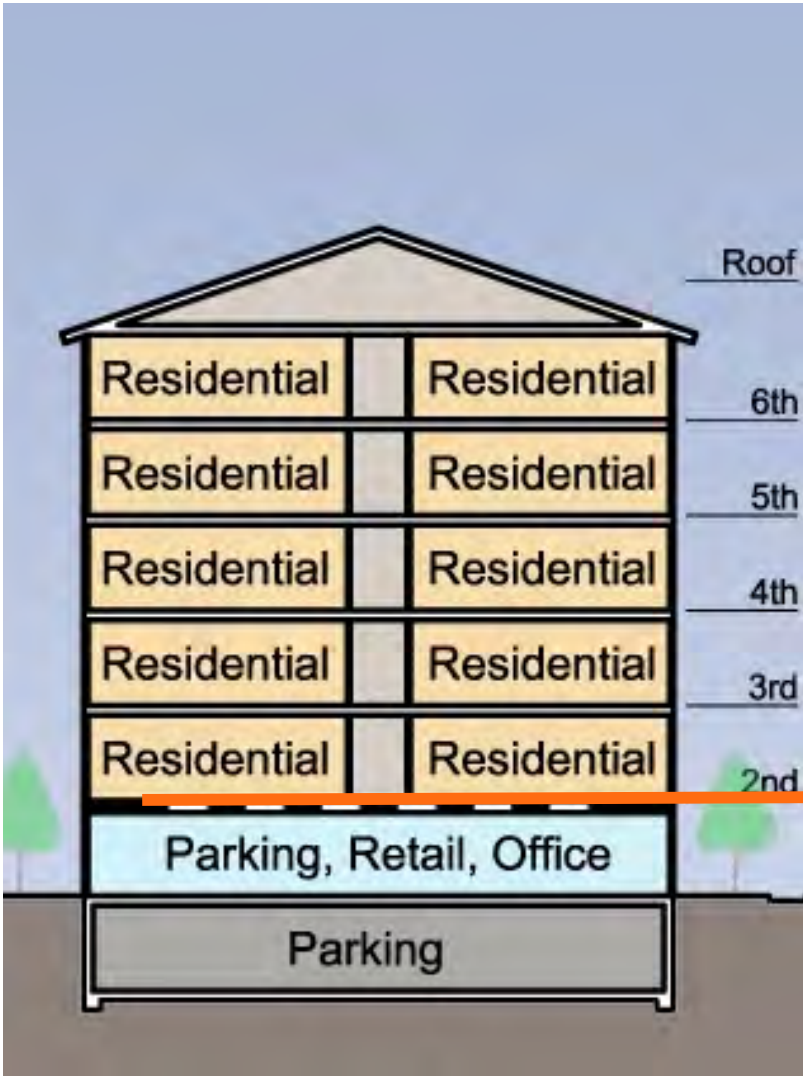 Roof
Residential Residential
6th
Residential Residential
5th
Residential Residential
4th
Residential Residential
3rd
Residential Residential
2nd
Parking, Retail, Office
Parking